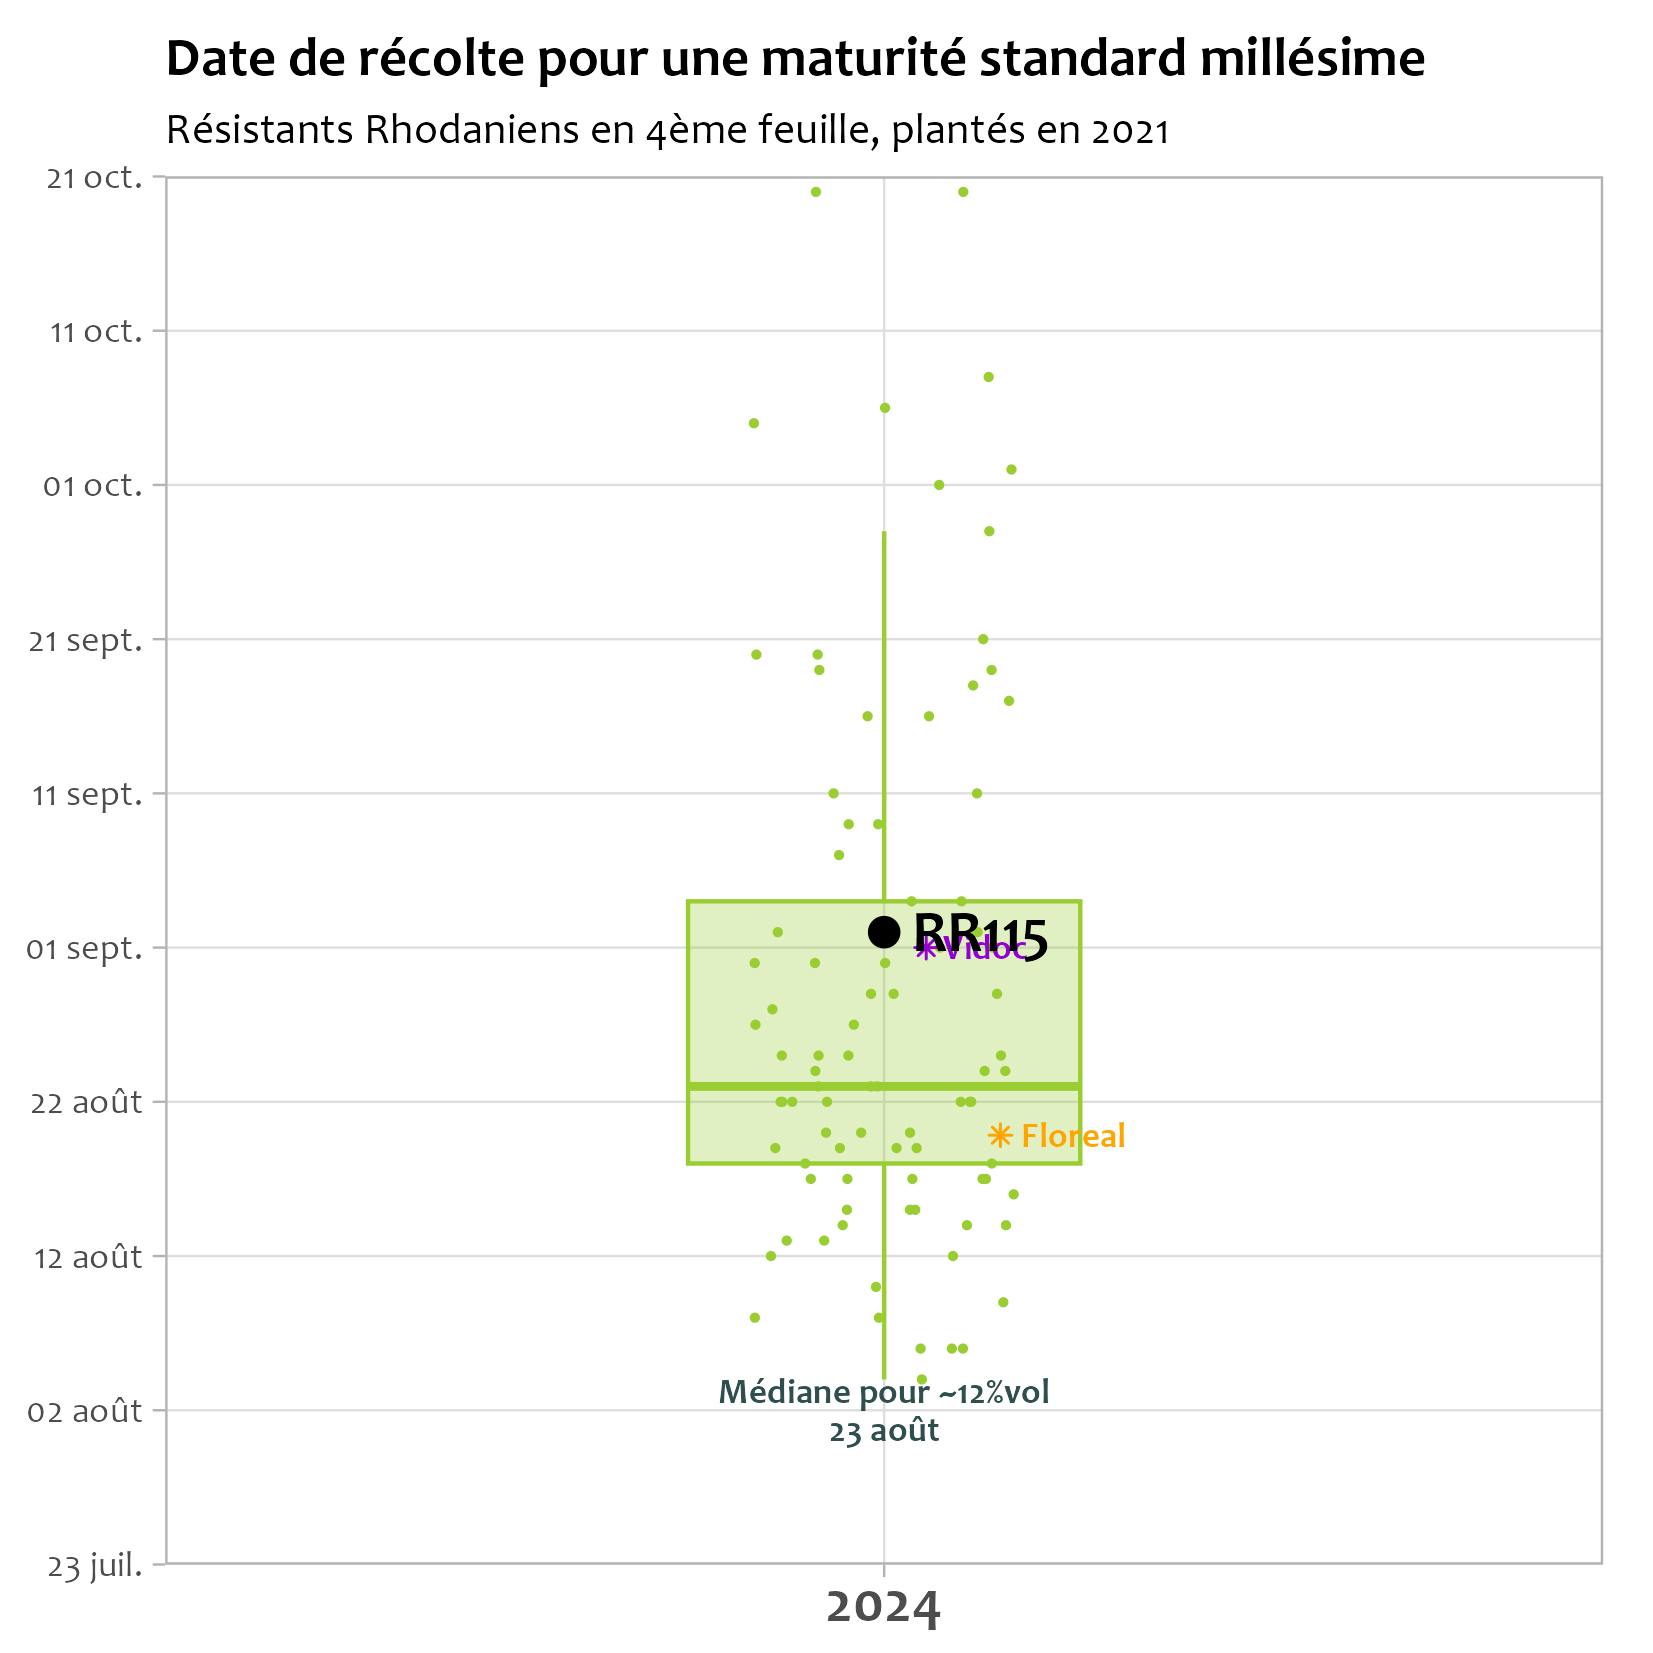 Date de récolte pour une maturité standard millésime
Résistants Rhodaniens en 4ème feuille, plantés en 2021
21 oct.
11 oct.
01 oct.
21 sept.
11 sept.
01 sept.
22 août
12 août
02 août
23 juil.
RR115
Vidoc
Floreal
Médiane pour ~12%vol
23 août
2024